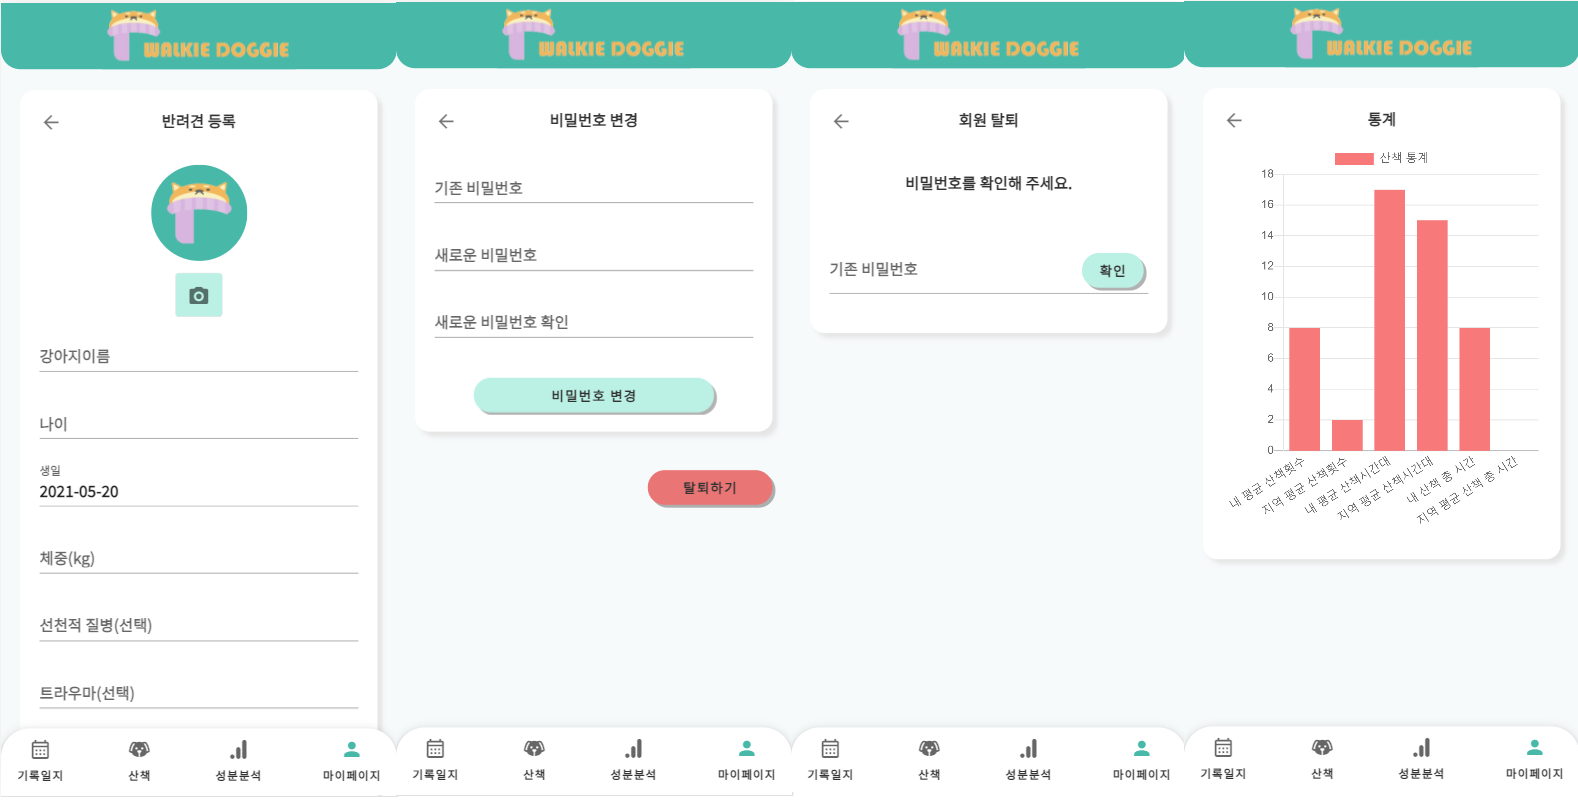 WALKIE DOGGIE
반려견 등록
강아지이름
나이
생일
2021-05-20
체중(kg)
선천적 질병(선택)
트라우마(선택)
기록일지
산책
성분분석
마이페이지
WALKIE DOGGIE
비밀번호 변경
기존 비밀번호
새로운 비밀번호
새로운 비밀번호 확인
비밀번호 변경
탈퇴하기
기록일지
산책
성분분석
마이페이지
WALKIE DOGGIE
회원 탈퇴
비밀번호를 확인해 주세요.
기존 비밀번호
확인
기록일지
산책
성분분석
마이페이지
WALKIE DOGGIE
통계
산책 통계
18
16
14
12
10
8
6
4
2
0
내 평균 산책횟수
지역 평균 산책횟수
내 평균 산책시간대
지역 평균 산책시간대
내 산책 총 시간
지역 평균 산책 총 시간
기록일지
산책
성분분석
마이페이지